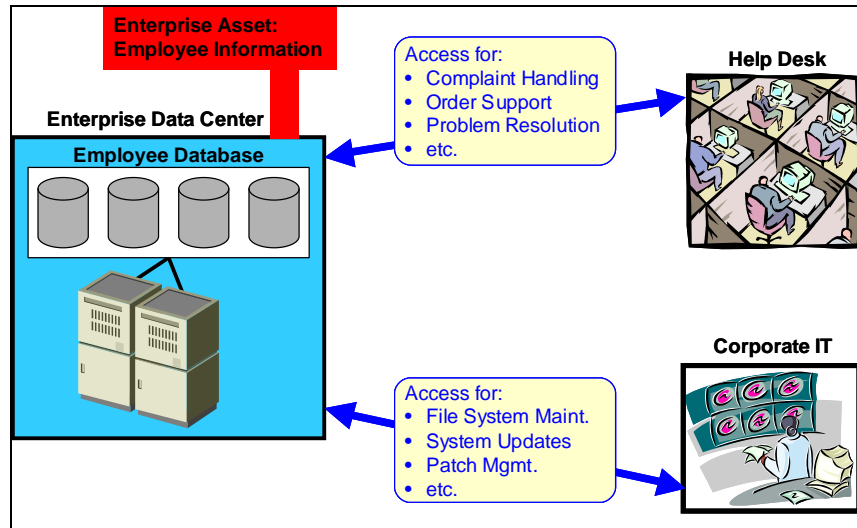 Enterprise Asset:
Employee Information
Enterprise Data Center
Employee Database
Access for:
• Complaint Handling
• Order Support
• Problem Resolution
• etc.
Help Desk
Access for:
• File System Maint.
• System Updates
• Patch Mgmt.
• etc.
Corporate IT